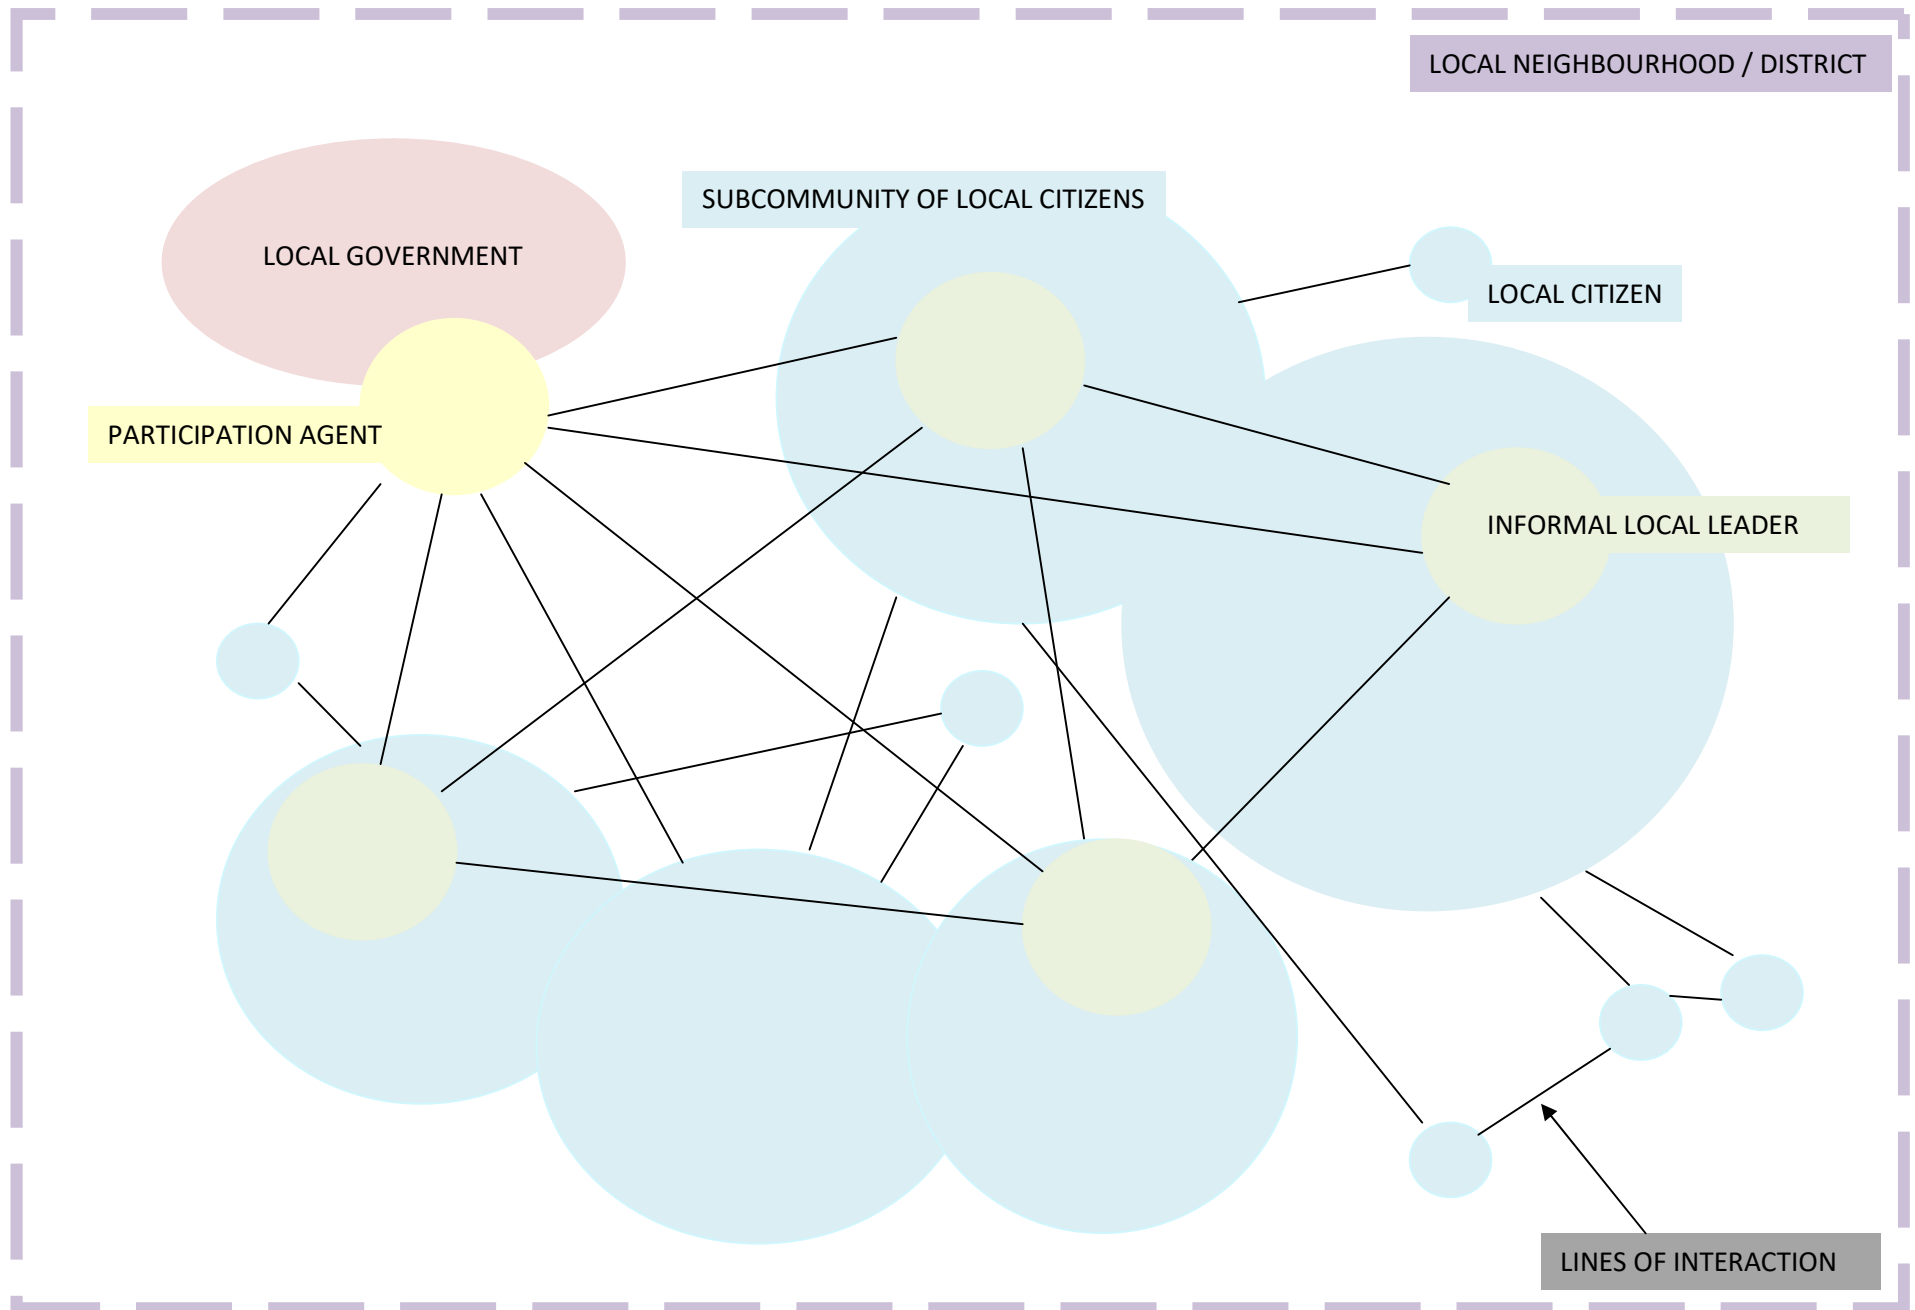 LOCAL NEIGHBOURHOOD / DISTRICT
SUBCOMMUNITY OF LOCAL CITIZENS
LOCAL GOVERNMENT
LOCAL CITIZEN
PARTICIPATION AGENT
INFORMAL LOCAL LEADER
LINES OF INTERACTION